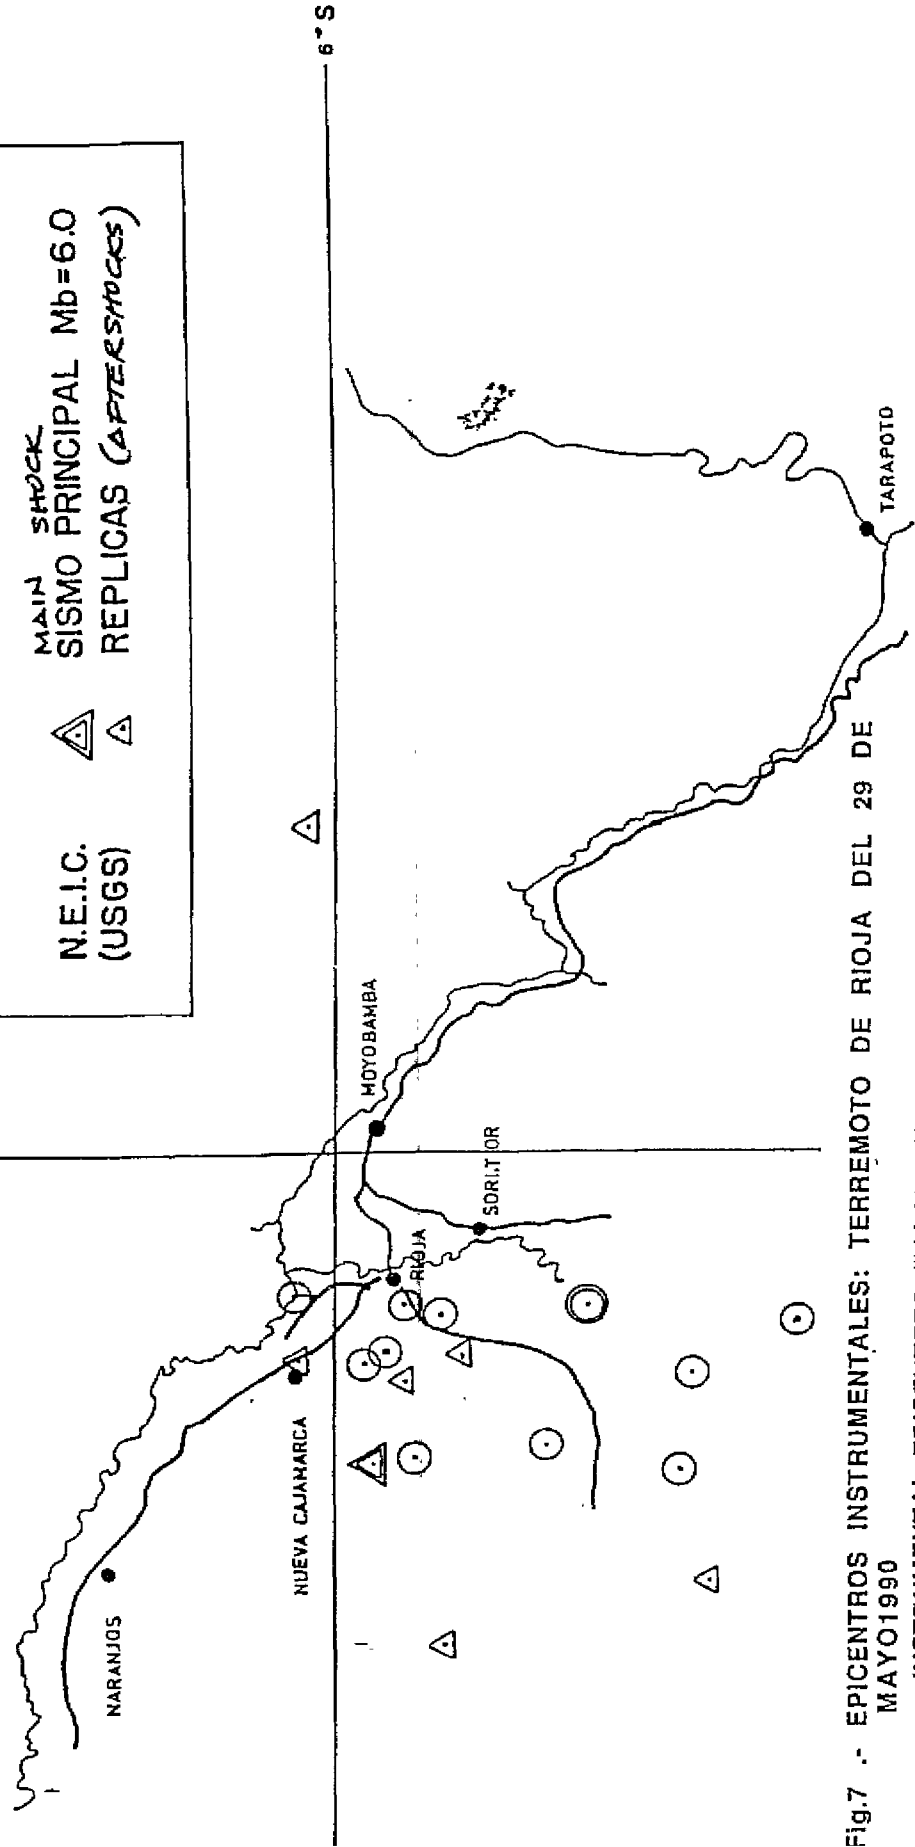 6° S
MAIN SHOCK
N.E.I.C. SISMO PRINCIPAL Mb=6.0
(USGS) REPLICAS (AFTERSHOCKS)
NARANJOS
NUEVA CAJAMARCA
MOYOBAMBA
RIOJA
SORITOR
TARAPOTO
Fig.7 .- EPICENTROS INSTRUMENTALES: TERREMOTO DE RIOJA DEL 29 DE
MAYO1990